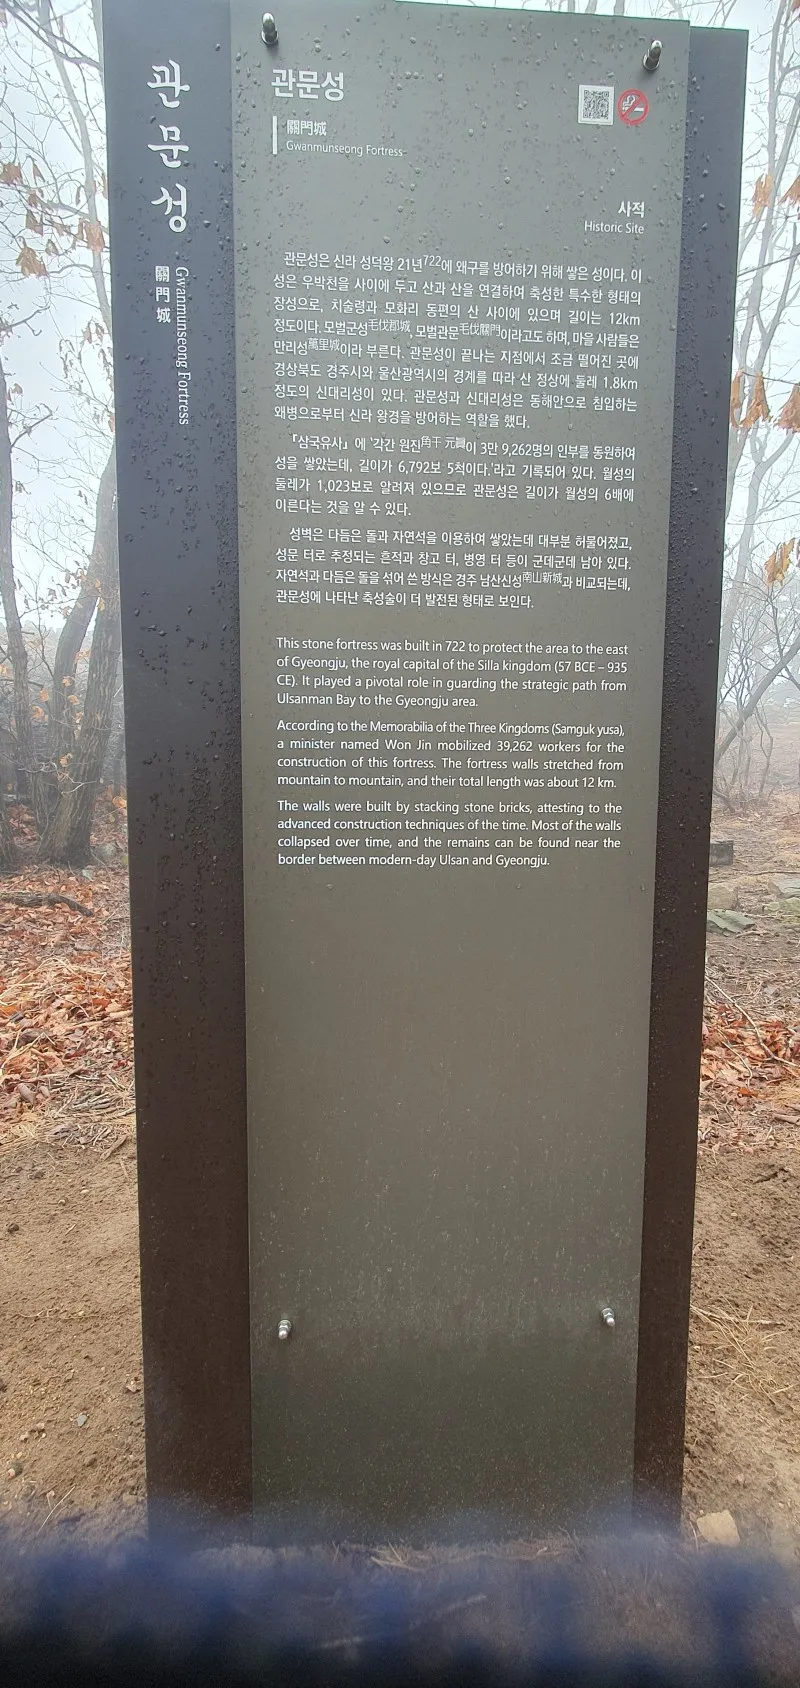 관문성
關門城
Gwanmunseong Fortress
관문성
關門城
Gwanmunseong Fortress
사적
Historic Site
관문성은 신라 성덕왕 21년722에 왜구를 방어하기 위해 쌓은 성이다. 이
성은 우박천을 사이에 두고 산과 산을 연결하여 축성한 특수한 형태의
장성으로, 치술령과 모화리 동편의 산 사이에 있으며 길이는 12km
정도이다. 모벌군성毛伐郡城, 모벌관문毛伐關門이라고도 하며, 마을 사람들은
만리성萬里城이라 부른다. 관문성이 끝나는 지점에서 조금 떨어진 곳에
경상북도 경주시와 울산광역시의 경계를 따라 산 정상에 둘레 1.8km
정도의 신대리성이 있다. 관문성과 신대리성은 동해안으로 침입하는
왜병으로부터 신라 왕경을 방어하는 역할을 했다.
『삼국유사』에 '각간 원진角干 元眞이 3만 9,262명의 인부를 동원하여
성을 쌓았는데, 길이가 6,792보 5척이다.'라고 기록되어 있다. 월성의
둘레가 1,023보로 알려져 있으므로 관문성은 길이가 월성의 6배에
이른다는 것을 알 수 있다.
성벽은 다듬은 돌과 자연석을 이용하여 쌓았는데 대부분 허물어졌고,
성문 터로 추정되는 흔적과 창고 터, 병영 터 등이 군데군데 남아 있다.
자연석과 다듬은 돌을 섞어 쓴 방식은 경주 남산신성南山新城과 비교되는데,
관문성에 나타난 축성술이 더 발전된 형태로 보인다.
This stone fortress was built in 722 to protect the area to the east
of Gyeongju, the royal capital of the Silla kingdom (57 BCE – 935
CE). It played a pivotal role in guarding the strategic path from
Ulsanman Bay to the Gyeongju area.
According to the Memorabilia of the Three Kingdoms (Samguk yusa),
a minister named Won Jin mobilized 39,262 workers for the
construction of this fortress. The fortress walls stretched from
mountain to mountain, and their total length was about 12 km.
The walls were built by stacking stone bricks, attesting to the
advanced construction techniques of the time. Most of the walls
collapsed over time, and the remains can be found near the
border between modern-day Ulsan and Gyeongju.